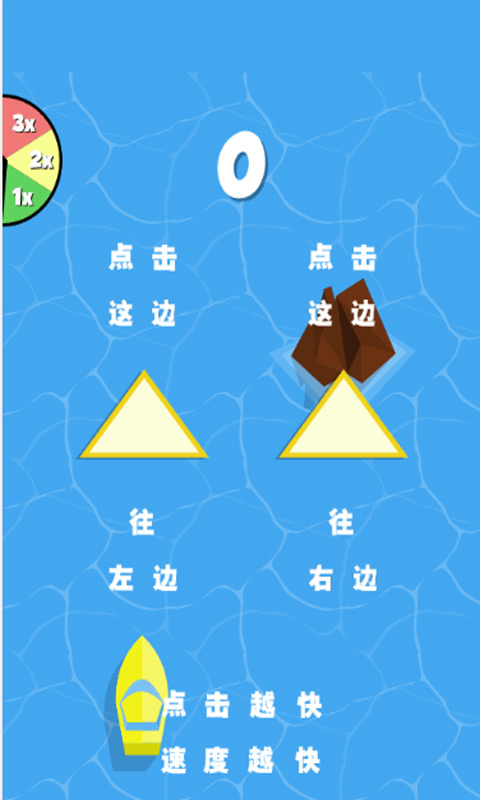 3x
2x
1x
0
点击 点击
这边 这边
往 往
左边 右边
点击越快
速度越快